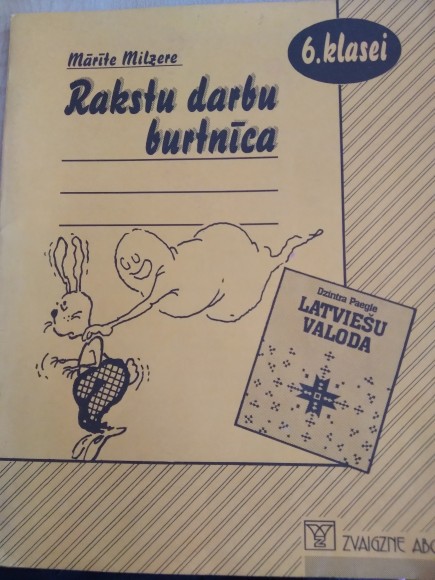 Mārīte Milzere
6.klasei
Rakstu darbu
burtnīca
Dzintra Paegle
LATVIEŠU
VALODA
ZVAIGZNE ABC